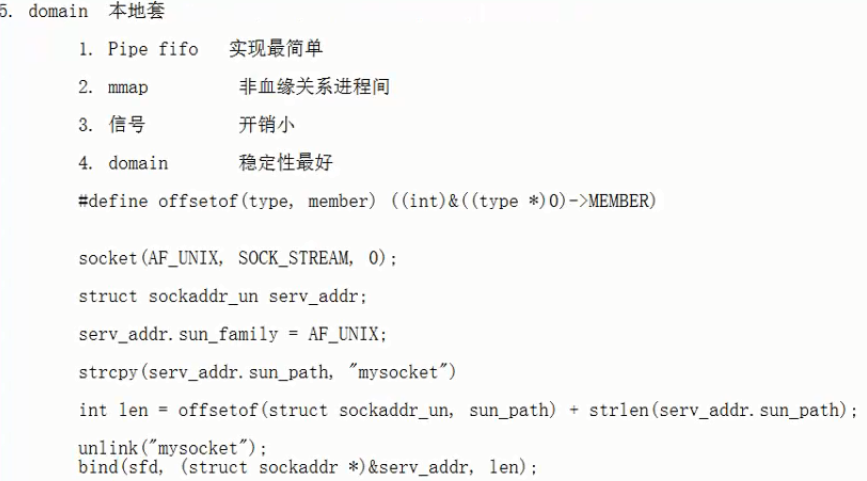 5. domain 本地套
1. Pipe fifo 实现最简单
2. mmap 非血缘关系进程间
3. 信号 开销小
4. domain 稳定性最好
#define offsetof(type, member) ((int)&((type *)0)->MEMBER)
socket(AF_UNIX, SOCK_STREAM, 0);
struct sockaddr_un serv_addr;
serv_addr.sun_family = AF_UNIX;
strcpy(serv_addr.sun_path, "mysocket")
int len = offsetof(struct sockaddr_un, sun_path) + strlen(serv_addr.sun_path);
unlink("mysocket");
bind(sfd, (struct sockaddr *)&serv_addr, len);